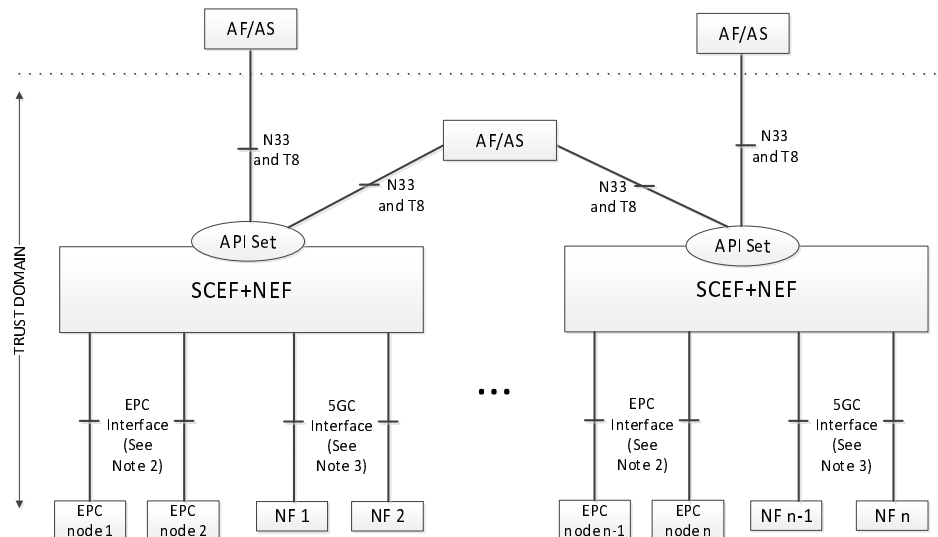 AF/AS
AF/AS
N33
and T8
AF/AS
N33
and T8
N33
and T8
N33
and T8
API Set
API Set
SCEF+NEF
SCEF+NEF
TRUST DOMAIN
...
EPC
Interface
(See
Note 2)
5GC
Interface
(See
Note 3)
EPC
Interface
(See
Note 2)
5GC
Interface
(See
Note 3)
EPC
node 1
EPC
node 2
NF 1
NF 2
EPC
node n-1
EPC
node n
NF n-1
NF n